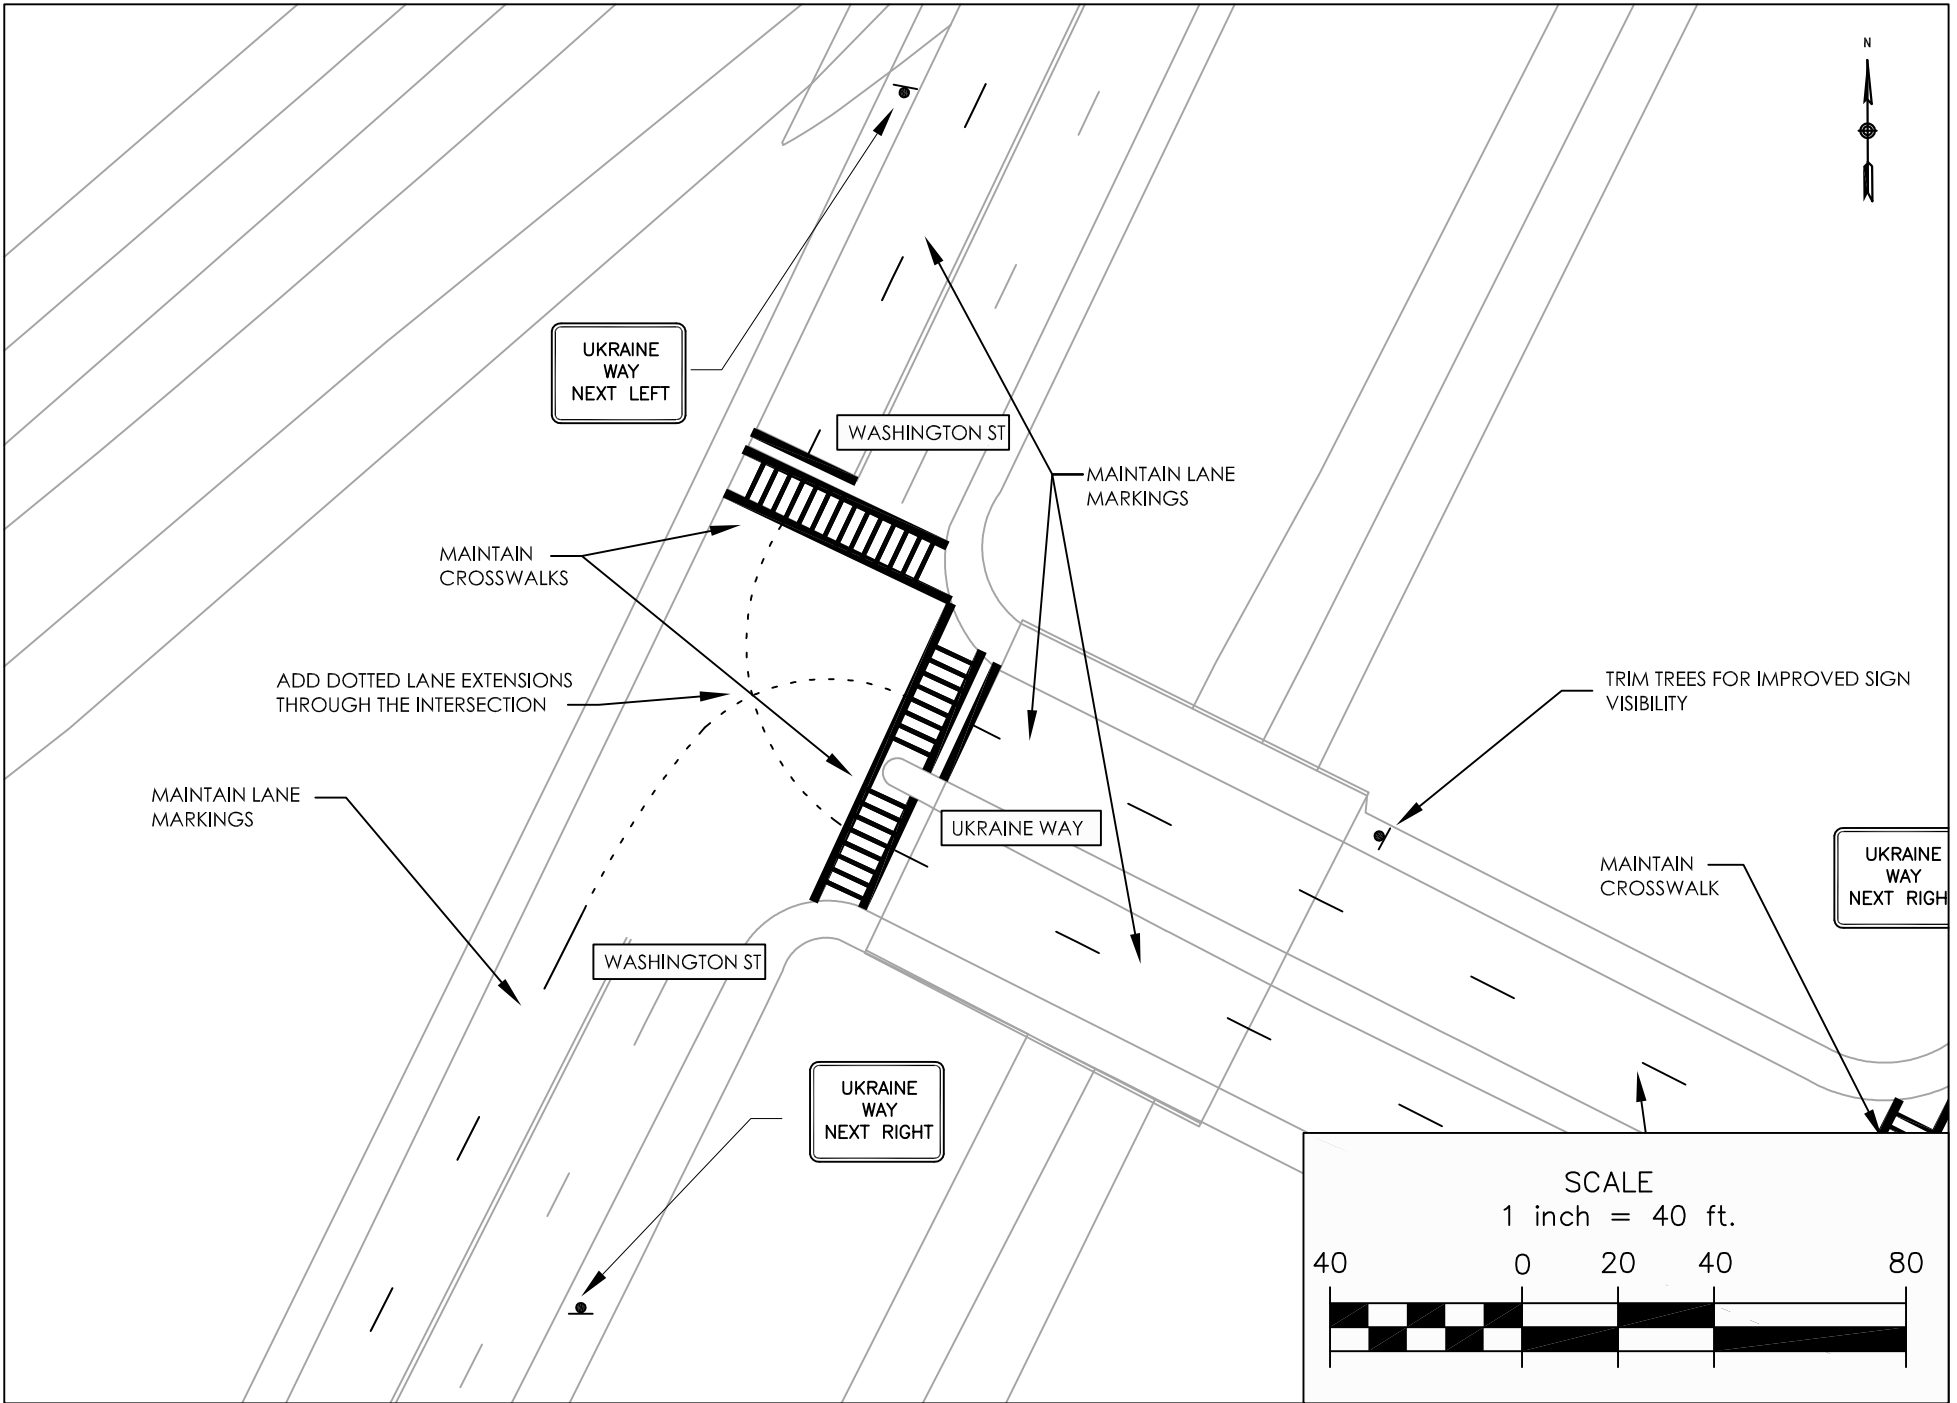 N
UKRAINE
WAY
NEXT LEFT
WASHINGTON ST
MAINTAIN LANE
MARKINGS
MAINTAIN
CROSSWALKS
ADD DOTTED LANE EXTENSIONS
THROUGH THE INTERSECTION
TRIM TREES FOR IMPROVED SIGN
VISIBILITY
MAINTAIN LANE
MARKINGS
UKRAINE WAY
MAINTAIN
CROSSWALK
UKRAINE
WAY
NEXT RIGH
WASHINGTON ST
UKRAINE
WAY
NEXT RIGHT
SCALE
1 inch = 40 ft.
40 0 20 40 80